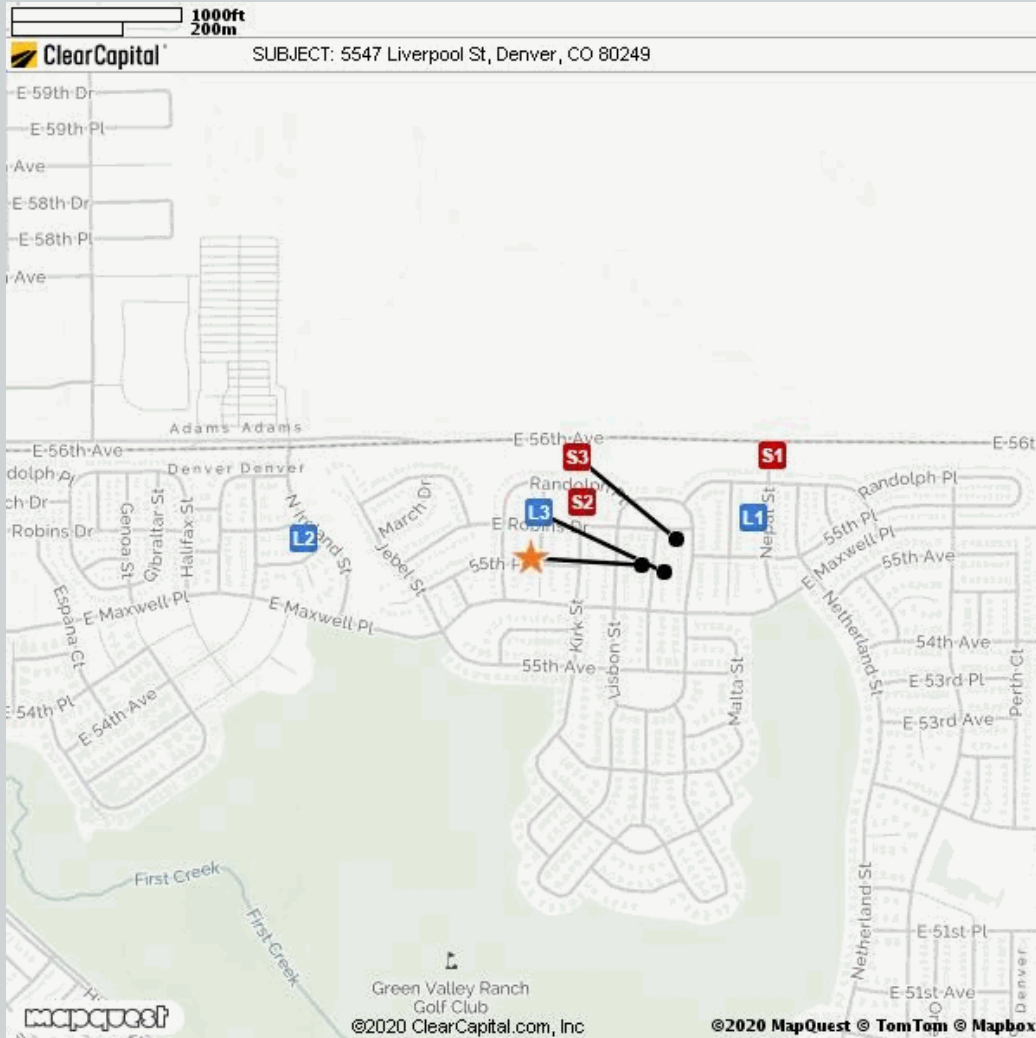 1000ft
200m
ClearCapital
SUBJECT: 5547 Liverpool St, Denver, CO 80249
E 59th Dr
E 59th Pl
Ave
E 58th Dr
E 58th Pl
Ave
Adams Adams
E 56th Ave
E 56th Ave
E 56t
S3
S1
dolph Pl
Denver Denver
Randolph
Randolph Pl
ch Dr
Genoa St
Gibraltar St
Halifax St
March Dr
S2
L3
L1
Nepal St
55th Pl
Robins Dr
L2
E Robins Dr
Jebel St
55th
E Maxwell Pl
55th Ave
Espana Ct
E Maxwell Pl
E Maxwell Pl
Kirk St
Lisbon St
Netherland St
54th Ave
55th Ave
Malta St
E 53rd Pl
Perth Ct
E 54th Pl
E 54th Ave
E 53rd Ave
First Creek
First Creek
Netherland St
E 51st Pl
Denver
Green Valley Ranch
Golf Club
E 51st Ave
mapquest
©2020 ClearCapital.com, Inc
©2020 MapQuest © TomTom © Mapbox